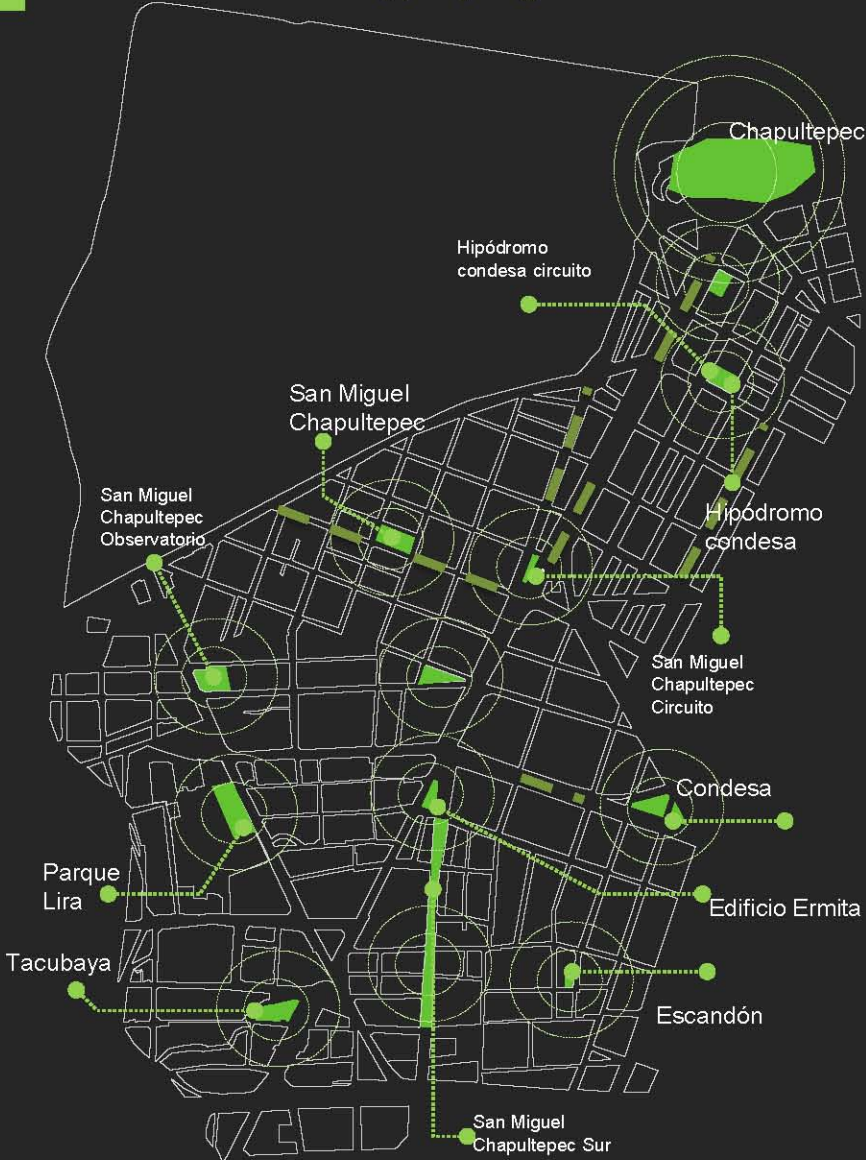 Chapultepec
Hipódromo
condesa circuito
San Miguel
Chapultepec
San Miguel
Chapultepec
Observatorio
Hipódromo
condesa
San Miguel
Chapultepec
Circuito
Condesa
Parque
Lira
Edificio Ermita
Tacubaya
Escandón
San Miguel
Chapultepec Sur